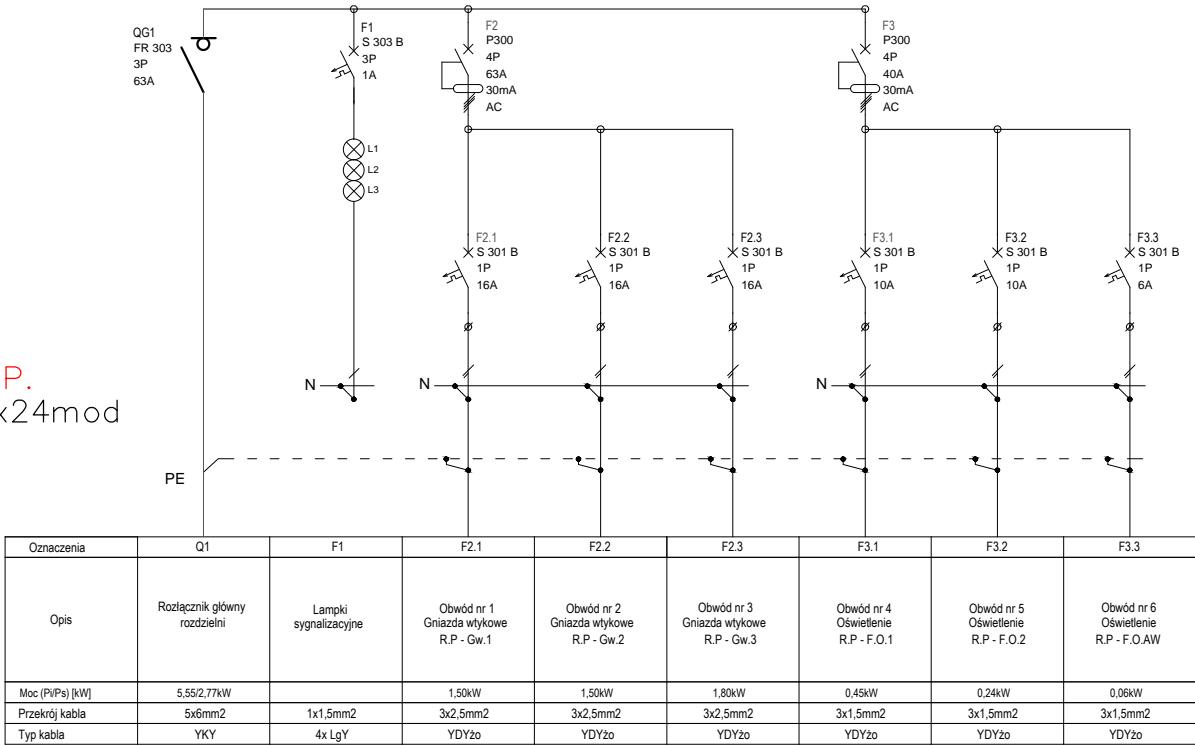 QG1
FR 303
3P
63A
F1
S 303 B
3P
1A
F2
P300
4P
63A
30mA
AC
F3
P300
4P
40A
30mA
AC
L1
L2
L3
F2.1
S 301 B
1P
16A
F2.2
S 301 B
1P
16A
F2.3
S 301 B
1P
16A
F3.1
S 301 B
1P
10A
F3.2
S 301 B
1P
10A
F3.3
S 301 B
1P
6A
P.
x24mod
N
N
N
PE
Oznaczenia Q1 F1 F2.1 F2.2 F2.3 F3.1 F3.2 F3.3
Opis
Rozłącznik główny
rozdzielni
Lampki
sygnalizacyjne
Obwód nr 1
Gniazda wtykowe
R.P - Gw.1
Obwód nr 2
Gniazda wtykowe
R.P - Gw.2
Obwód nr 3
Gniazda wtykowe
R.P - Gw.3
Obwód nr 4
Oświetlenie
R.P - F.O.1
Obwód nr 5
Oświetlenie
R.P - F.O.2
Obwód nr 6
Oświetlenie
R.P - F.O.AW
Moc (Pi/Ps) [kW] 5,55/2,77kW 1,50kW 1,50kW 1,80kW 0,45kW 0,24kW 0,06kW
Przekrój kabla 5x6mm2 1x1,5mm2 3x2,5mm2 3x2,5mm2 3x2,5mm2 3x1,5mm2 3x1,5mm2 3x1,5mm2
Typ kabla YKY 4x LgY YDYżo YDYżo YDYżo YDYżo YDYżo YDYżo